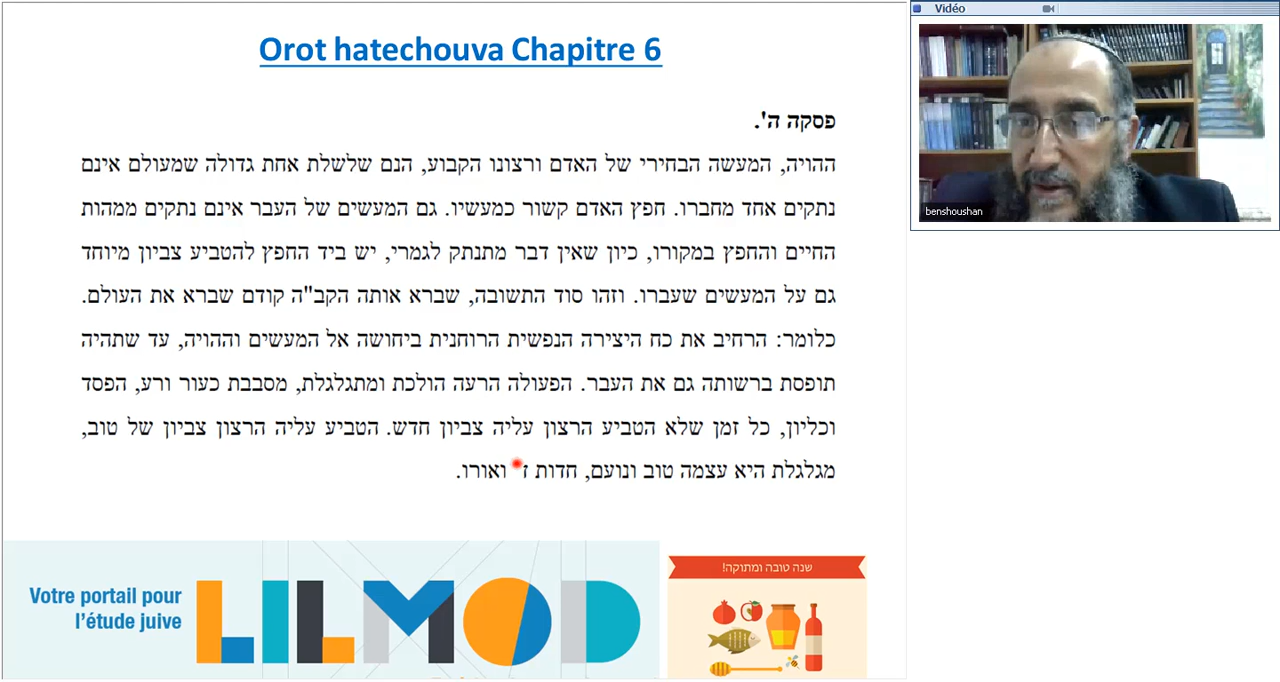 Orot hatechouva Chapitre 6
פסקה ה'.
ההויה, המעשה הבחירי של האדם ורצונו הקבוע, הנם שלשלת אחת גדולה שמעולם אינם
נתקים אחד מחברו. חפץ האדם קשור כמעשיו. גם המעשים של העבר אינם נתקים ממהות
החיים והחפץ במקורו, כיון שאין דבר מתנתק לגמרי, יש ביד החפץ להטביע צביון מיוחד
גם על המעשים שעברו. וזהו סוד התשובה, שברא אותה הקב"ה קודם שברא את העולם.
כלומר: הרחיב את כח היצירה הנפשית הרוחנית ביחושה אל המעשים וההויה, עד שתהיה
תופסת ברשותה גם את העבר. הפעולה הרעה הולכת ומתגלגלת, מסבבת כעור ורע, הפסד
וכליון, כל זמן שלא הטביע הרצון עליה צביון חדש. הטביע עליה הרצון צביון של טוב,
מגלגלת היא עצמה טוב ונועם, חדות ואורו.
Votre portail pour
l'étude juive
LILMOD
שנה טובה ומתוקה!
Vidéo
benshoushan